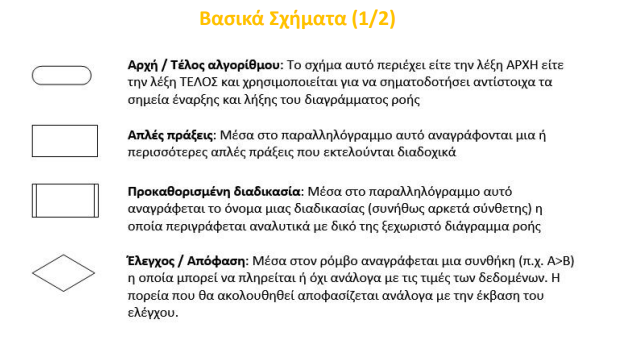 Βασικά Σχήματα (1/2)
Αρχή / Τέλος αλγορίθμου: Το σχήμα αυτό περιέχει είτε την λέξη ΑΡΧΗ είτε
την λέξη ΤΕΛΟΣ και χρησιμοποιείται για να σηματοδοτήσει αντίστοιχα τα
σημεία έναρξης και λήξης του διαγράμματος ροής
Απλές πράξεις: Μέσα στο παραλληλόγραμμο αυτό αναγράφονται μια ή
περισσότερες απλές πράξεις που εκτελούνται διαδοχικά
Προκαθορισμένη διαδικασία: Μέσα στο παραλληλόγραμμο αυτό
αναγράφεται το όνομα μιας διαδικασίας (συνήθως αρκετά σύνθετης) η
οποία περιγράφεται αναλυτικά με δικό της ξεχωριστό διάγραμμα ροής
Έλεγχος / Απόφαση: Μέσα στον ρόμβο αναγράφεται μια συνθήκη (π.χ. Α>Β)
η οποία μπορεί να πληρείται ή όχι ανάλογα με τις τιμές των δεδομένων. Η
πορεία που θα ακολουθηθεί αποφασίζεται ανάλογα με την έκβαση του
ελέγχου.